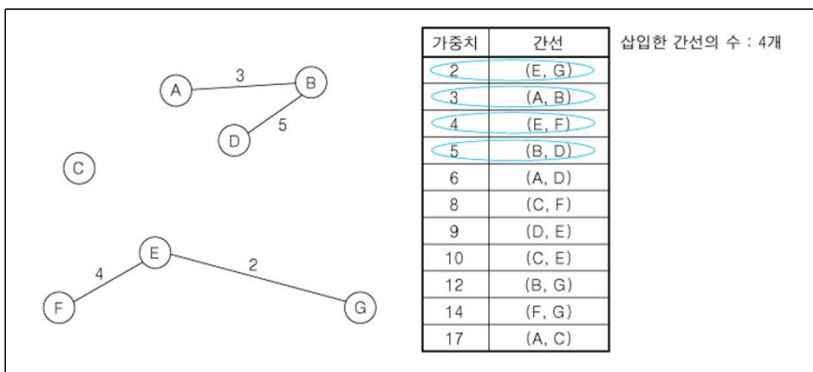 가중치 간선 삽입한 간선의 수 : 4개
2 (E, G)
3 (A, B)
4 (E, F)
5 (B, D)
6 (A, D)
8 (C, F)
9 (D, E)
10 (C, E)
12 (B, G)
14 (F, G)
17 (A, C)
A 3 B
D 5
C
E
4 2
F G